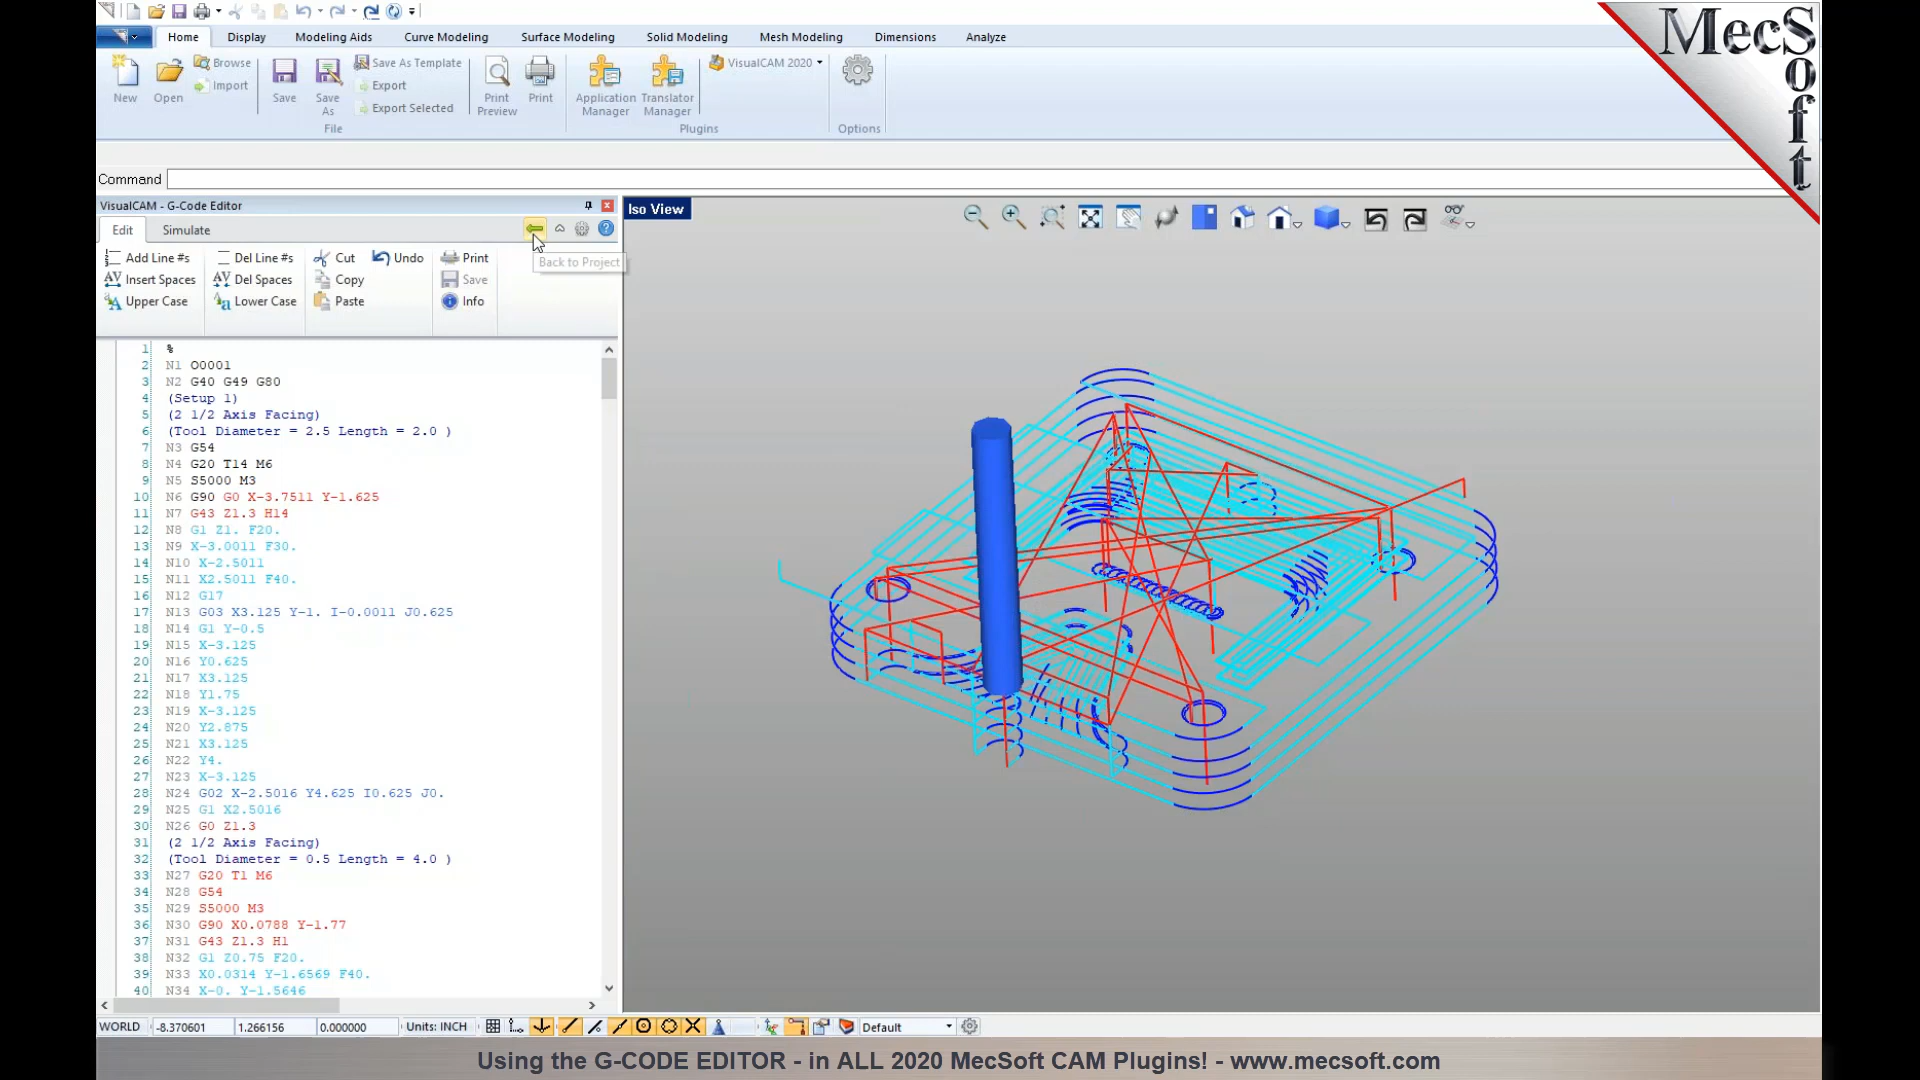 Home Display Modeling Aids Curve Modeling Surface Modeling Solid Modeling Mesh Modeling Dimensions Analyze
MecSoft
New Open Browse Import Save Save As Save As Template Export Export Selected Print Preview Print Application Manager Translator Manager VisualCAM 2020
File Plugins Options
Command
VisualCAM - G-Code Editor
Iso View
Edit Simulate
Back to Project
Add Line #s Del Line #s Cut Undo Print
Insert Spaces Del Spaces Copy Save
Upper Case Lower Case Paste Info
1 %
2 N1 O0001
3 N2 G40 G49 G80
4 (Setup 1)
5 (2 1/2 Axis Facing)
6 (Tool Diameter = 2.5 Length = 2.0 )
7 N3 G54
8 N4 G20 T14 M6
9 N5 S5000 M3
10 N6 G90 G0 X-3.7511 Y-1.625
11 N7 G43 Z1.3 H14
12 N8 G1 Z1. F20.
13 N9 X-3.0011 F30.
14 N10 X-2.5011
15 N11 X2.5011 F40.
16 N12 G17
17 N13 G03 X3.125 Y-1. I-0.0011 J0.625
18 N14 G1 Y-0.5
19 N15 X-3.125
20 N16 Y0.625
21 N17 X3.125
22 N18 Y1.75
23 N19 X-3.125
24 N20 Y2.875
25 N21 X3.125
26 N22 Y4.
27 N23 X-3.125
28 N24 G02 X-2.5016 Y4.625 I0.625 J0.
29 N25 G1 X2.5016
30 N26 G0 Z1.3
31 (2 1/2 Axis Facing)
32 (Tool Diameter = 0.5 Length = 4.0 )
33 N27 G20 T1 M6
34 N28 G54
35 N29 S5000 M3
36 N30 G90 X0.0788 Y-1.77
37 N31 G43 Z1.3 H1
38 N32 G1 Z0.75 F20.
39 N33 X0.0314 Y-1.6569 F40.
40 N34 X-0. Y-1.5646
WORLD -8.370601 1.266156 0.000000 Units: INCH Default
Using the G-CODE EDITOR - in ALL 2020 MecSoft CAM Plugins! - www.mecsoft.com